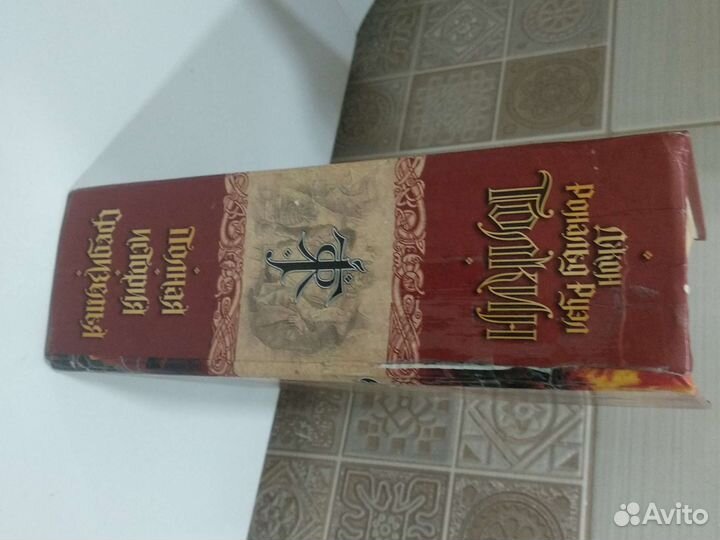 Джон
Рональд Руэл
Толкин
Полная
история
Средиземья
Avito